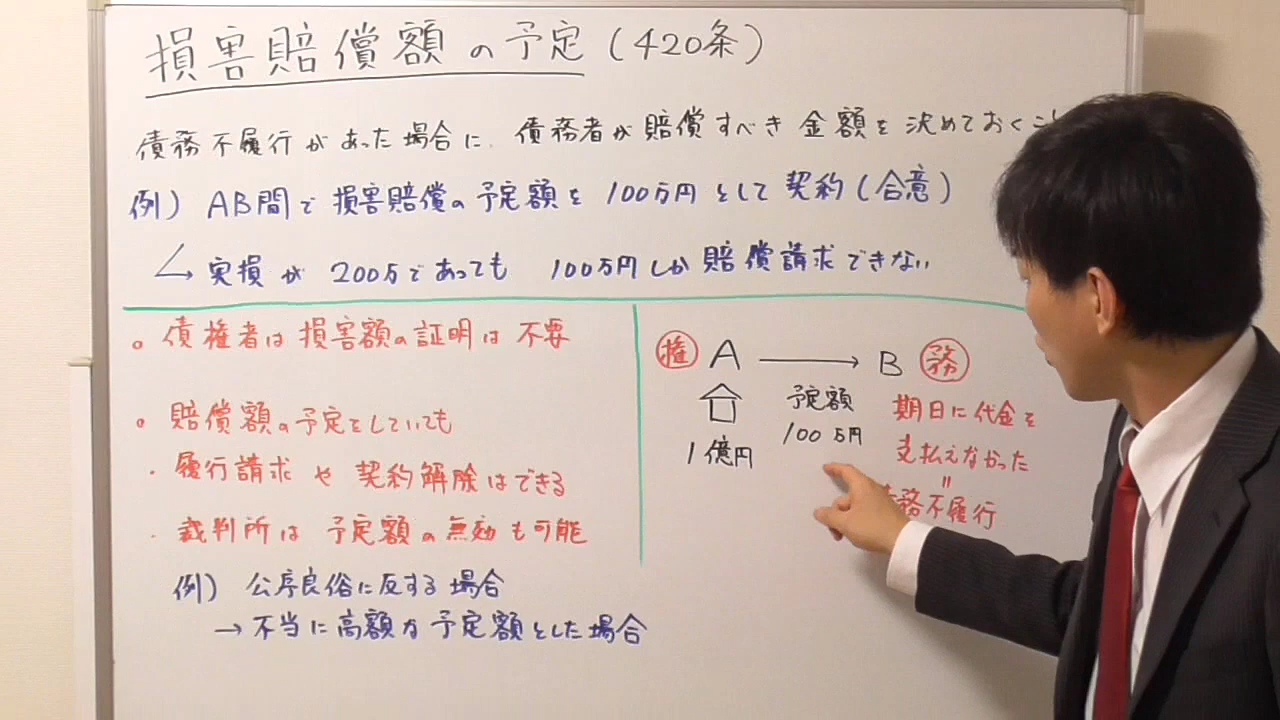 損害賠償額の予定（420条）
債務不履行があった場合に、債務者が賠償すべき金額を決めておくこ
例）AB間で損害賠償の予定額を100万円として契約（合意）
→実損が200万であっても 100万円しか賠償請求できない
○債権者は損害額の証明は不要
○賠償額の予定をしていても
・履行請求や契約解除はできる
・裁判所は予定額の無効も可能
例）公序良俗に反する場合
→不当に高額な予定額とした場合
権 A → B 務
1億円
予定額
100万円
期日に代金を
支払えなかった
=
務不履行